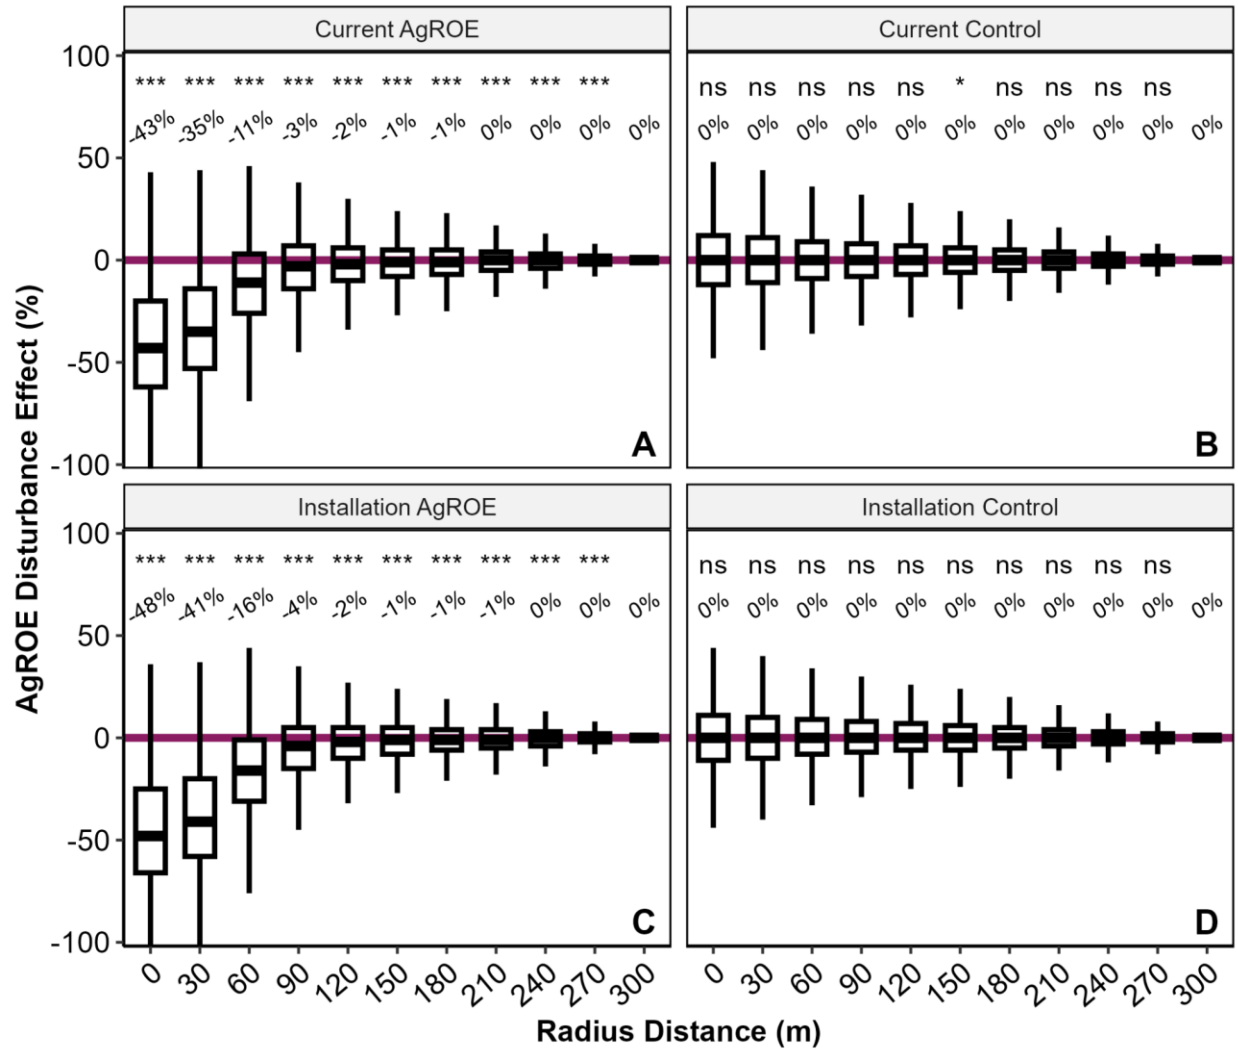 Current AgROE
Current Control
100
50
0
-50
-100
*** *** *** *** *** *** *** *** *** ***
-43% -35% -11% -3% -2% -1% -1% 0% 0% 0% 0%
A
ns ns ns ns ns * ns ns ns ns
0% 0% 0% 0% 0% 0% 0% 0% 0% 0% 0%
B
Installation AgROE
Installation Control
100
50
0
-50
-100
*** *** *** *** *** *** *** *** *** ***
-48% -41% -16% -4% -2% -1% -1% -1% 0% 0% 0%
C
ns ns ns ns ns ns ns ns ns ns
0% 0% 0% 0% 0% 0% 0% 0% 0% 0% 0%
D
0 30 60 90 120 150 180 210 240 270 300
0 30 60 90 120 150 180 210 240 270 300
Radius Distance (m)
AgROE Disturbance Effect (%)